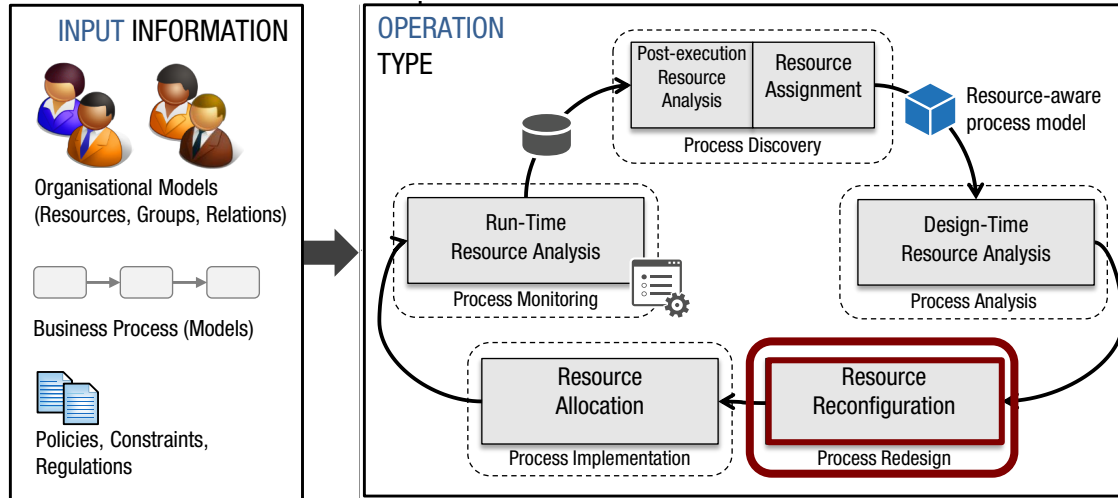 INPUT INFORMATION
Organisational Models
(Resources, Groups, Relations)
Business Process (Models)
Policies, Constraints,
Regulations
OPERATION
TYPE
Post-execution
Resource
Analysis
Resource
Assignment
Process Discovery
Resource-aware
process model
Run-Time
Resource Analysis
Process Monitoring
Design-Time
Resource Analysis
Process Analysis
Resource
Allocation
Process Implementation
Resource
Reconfiguration
Process Redesign